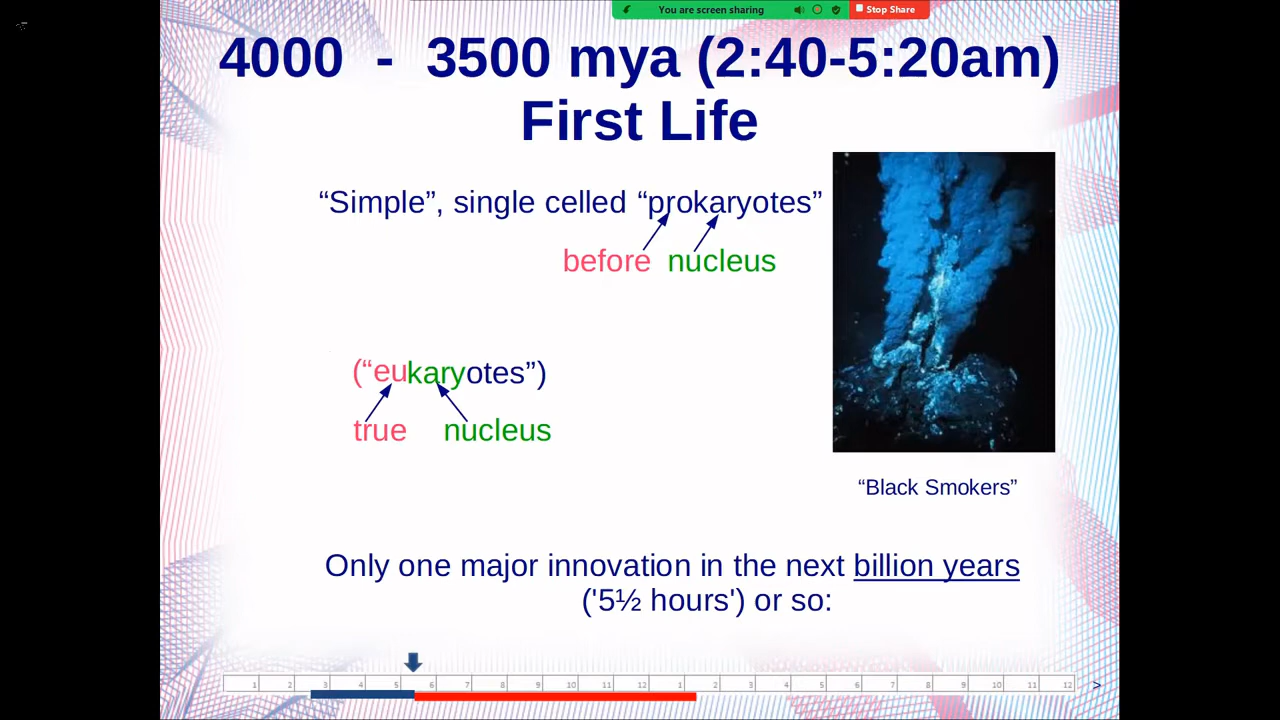 You are screen sharing Stop Share
4000 - 3500 mya (2:40-5:20am)
First Life
“Simple”, single celled “prokaryotes”
before nucleus
(“eukaryotes”)
true nucleus
“Black Smokers”
Only one major innovation in the next billion years
('5½ hours') or so:
1 2 3 4 5 6 7 8 9 10 11 12 1 2 3 4 5 6 7 8 9 10 11 12 >